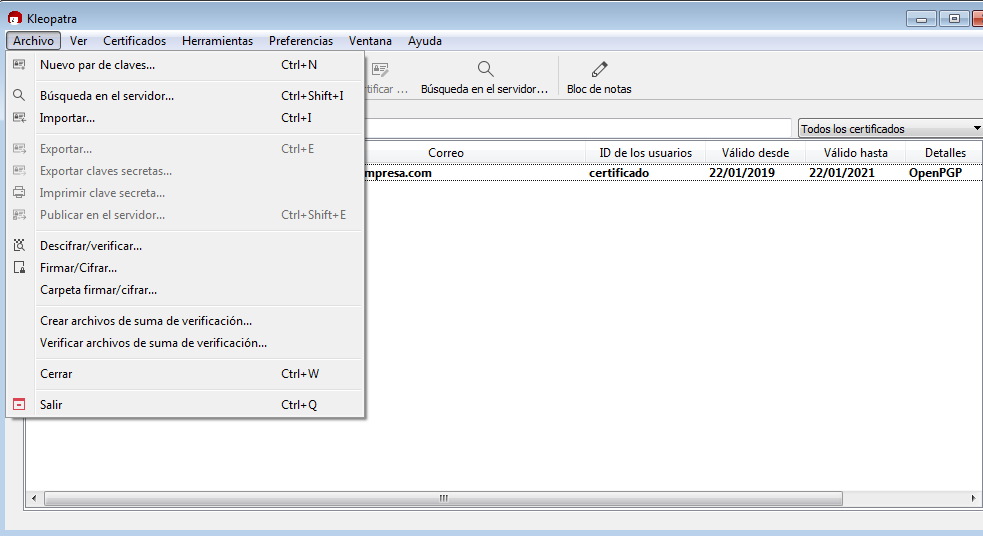 Kleopatra
Archivo Ver Certificados Herramientas Preferencias Ventana Ayuda
Nuevo par de claves... Ctrl+N
Búsqueda en el servidor... Ctrl+Shift+I
Importar... Ctrl+I
Exportar... Ctrl+E
Exportar claves secretas...
Imprimir clave secreta...
Publicar en el servidor... Ctrl+Shift+E
Descifrar/verificar...
Firmar/Cifrar...
Carpeta firmar/cifrar...
Crear archivos de suma de verificación...
Verificar archivos de suma de verificación...
Cerrar Ctrl+W
Salir Ctrl+Q
tificar ... Búsqueda en el servidor... Bloc de notas
Todos los certificados
Correo ID de los usuarios Válido desde Válido hasta Detalles
mpresa.com certificado 22/01/2019 22/01/2021 OpenPGP